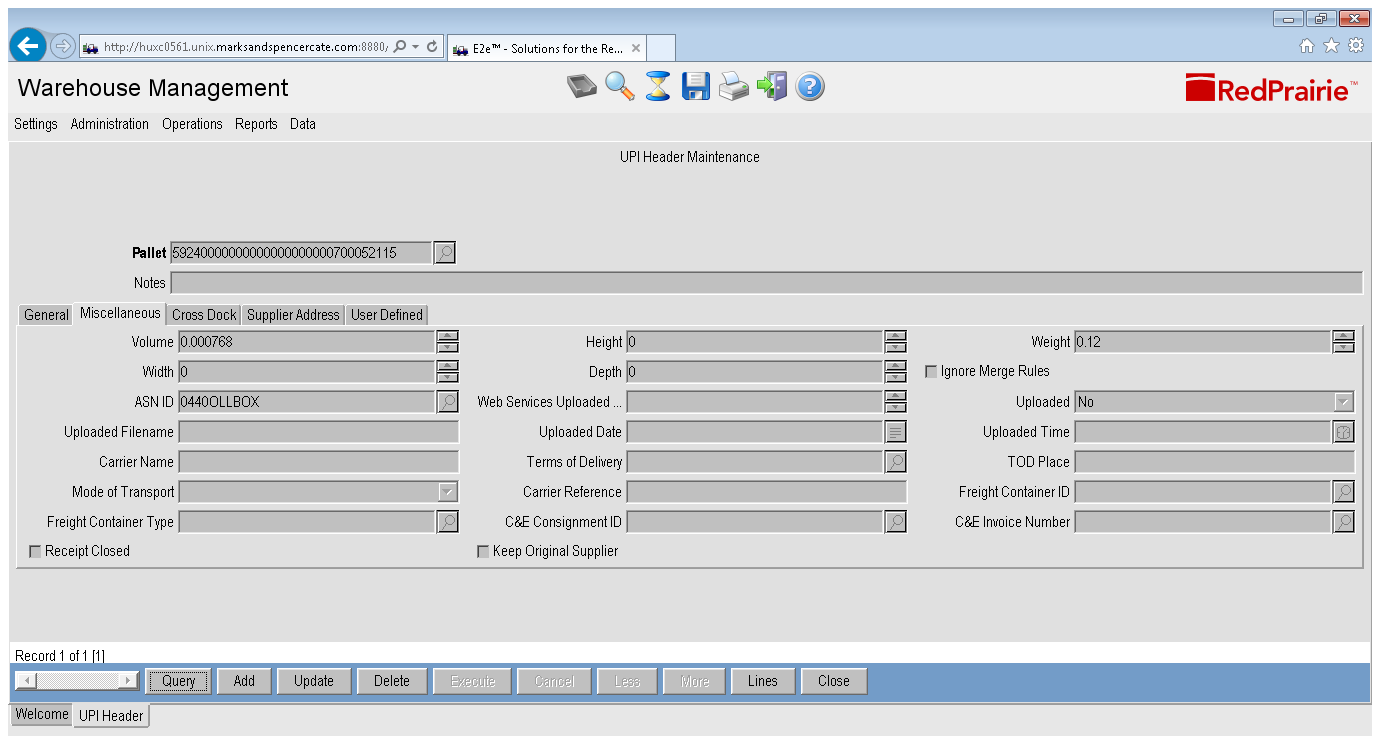 http://huxc0561.unix.marksandspencercate.com:8880/
E2e™ - Solutions for the Re...
Warehouse Management
RedPrairie™
Settings Administration Operations Reports Data
UPI Header Maintenance
Pallet 59240000000000000000000700052115
Notes
General Miscellaneous Cross Dock Supplier Address User Defined
Volume 0.000768 Height 0 Weight 0.12
Width 0 Depth 0 Ignore Merge Rules
ASN ID 0440OLLBOX Web Services Uploaded ... Uploaded No
Uploaded Filename Uploaded Date Uploaded Time
Carrier Name Terms of Delivery TOD Place
Mode of Transport Carrier Reference Freight Container ID
Freight Container Type C&E Consignment ID C&E Invoice Number
Receipt Closed Keep Original Supplier
Record 1 of 1 [1]
Query Add Update Delete Execute Cancel Less More Lines Close
Welcome UPI Header